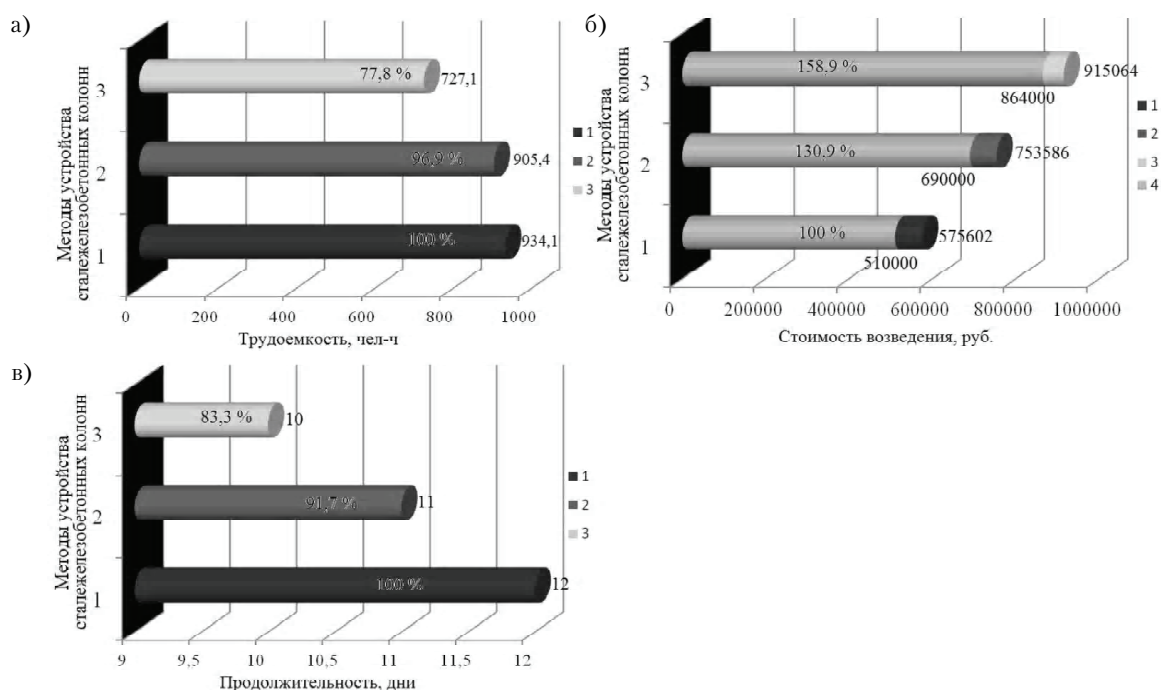 а)
Методы устройства
сталежелезобетонных колонн
3
2
1
77,8 %
727,1
96,9 %
905,4
100 %
934,1
0 200 400 600 800 1000
Трудоемкость, чел-ч
1
2
3
б)
Методы устройства
сталежелезобетонных колонн
3
2
1
158,9 %
915064
864000
130,9 %
753586
690000
100 %
575602
510000
0 200000 400000 600000 800000 1000000
Стоимость возведения, руб.
1
2
3
4
в)
Методы устройства
сталежелезобетонных колонн
3
2
1
83,3 %
10
91,7 %
11
100 %
12
9 9,5 10 10,5 11 11,5 12
Продолжительность, дни
1
2
3